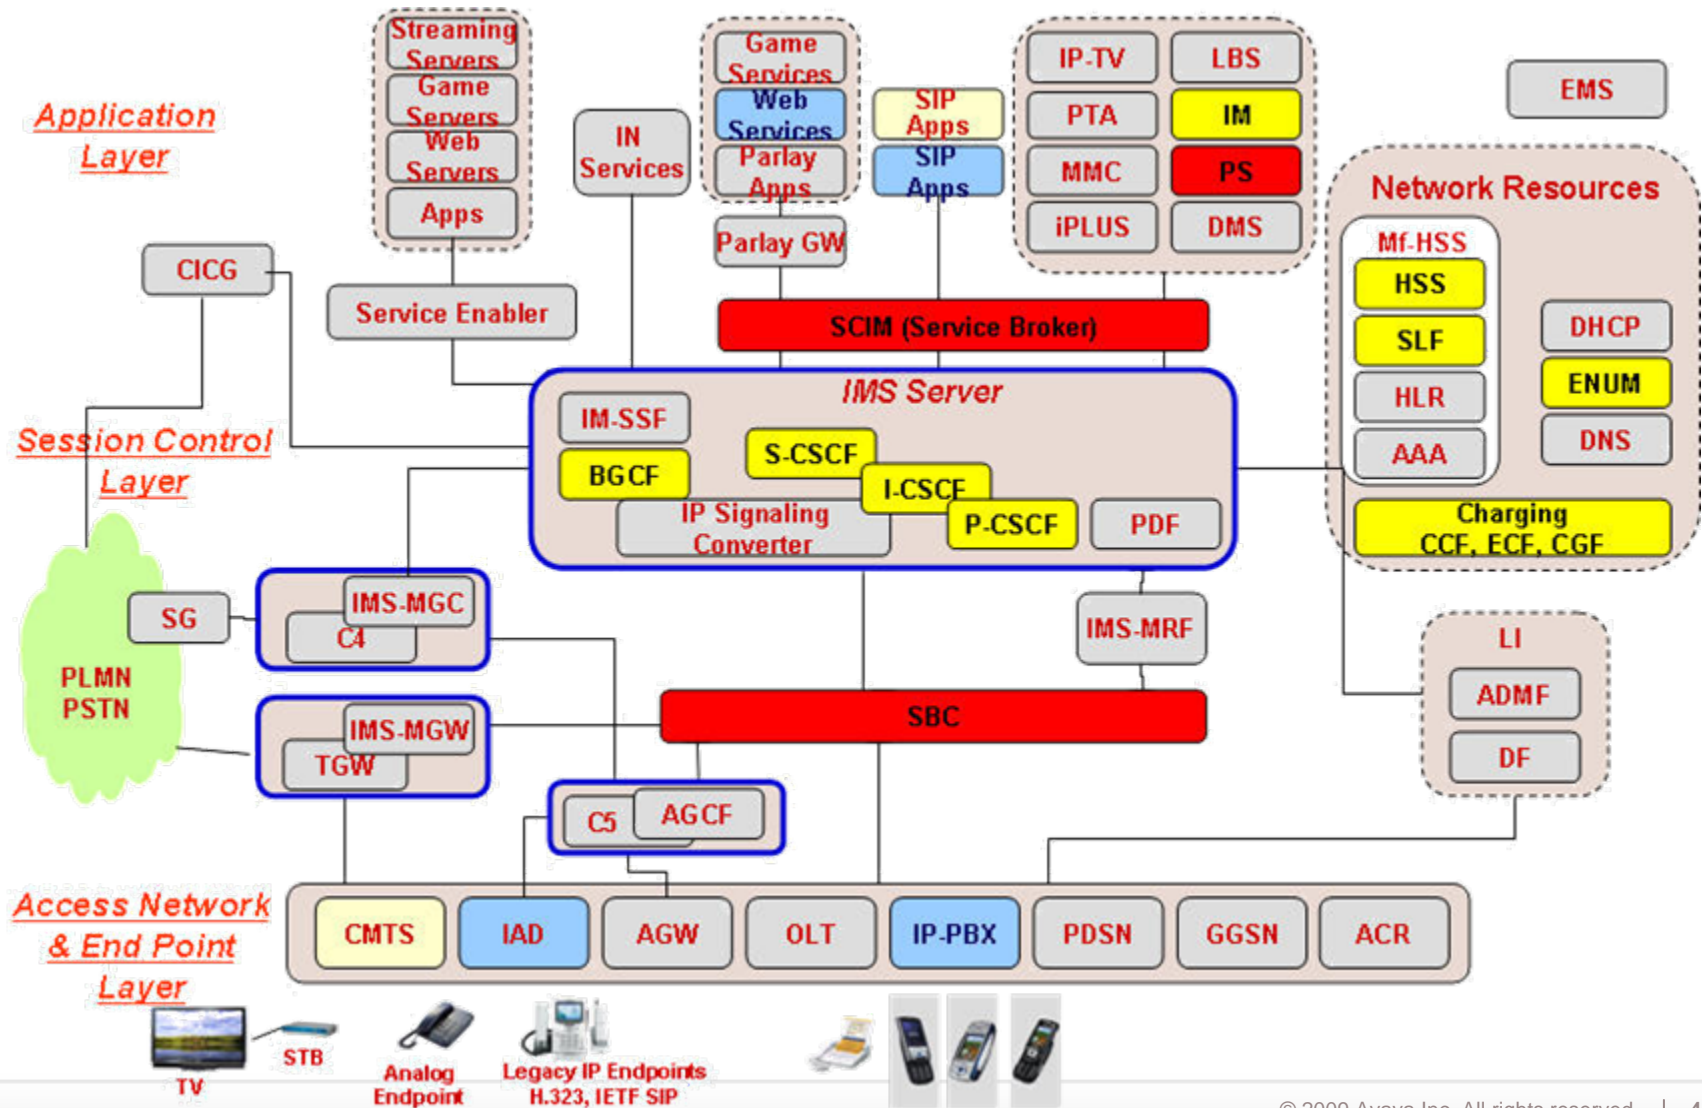 Streaming
Servers
Game
Servers
Web
Servers
Apps
Game
Services
Web
Services
Parlay
Apps
SIP
Apps
SIP
Apps
IP-TV
LBS
PTA
IM
MMC
PS
iPLUS
DMS
EMS
Application
Layer
IN
Services
Network Resources
Parlay GW
Mf-HSS
CICG
HSS
Service Enabler
SCIM (Service Broker)
SLF
DHCP
HLR
ENUM
AAA
DNS
IMS Server
IM-SSF
Session Control
Layer
BGCF
S-CSCF
I-CSCF
P-CSCF
IP Signaling
Converter
PDF
Charging
CCF, ECF, CGF
SG
IMS-MGC
C4
IMS-MRF
LI
PLMN
PSTN
ADMF
SBC
IMS-MGW
TGW
DF
C5
AGCF
Access Network
& End Point
Layer
CMTS
IAD
AGW
OLT
IP-PBX
PDSN
GGSN
ACR
TV
STB
Analog
Endpoint
Legacy IP Endpoints
H.323, IETF SIP